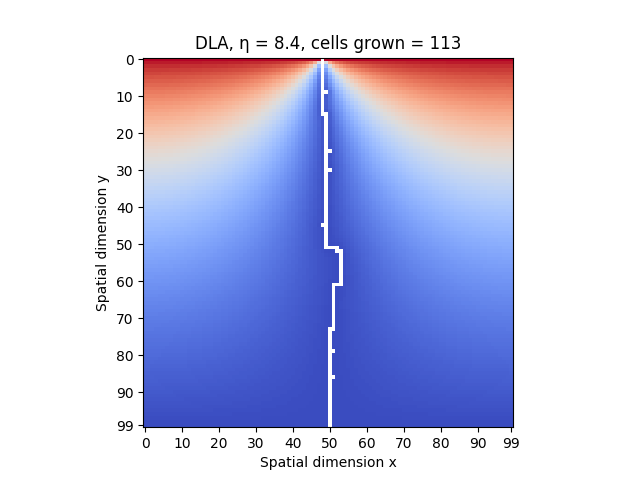 DLA, η = 8.4, cells grown = 113
0
10
20
30
40
50
60
70
80
90
99
Spatial dimension y
0 10 20 30 40 50 60 70 80 90 99
Spatial dimension x